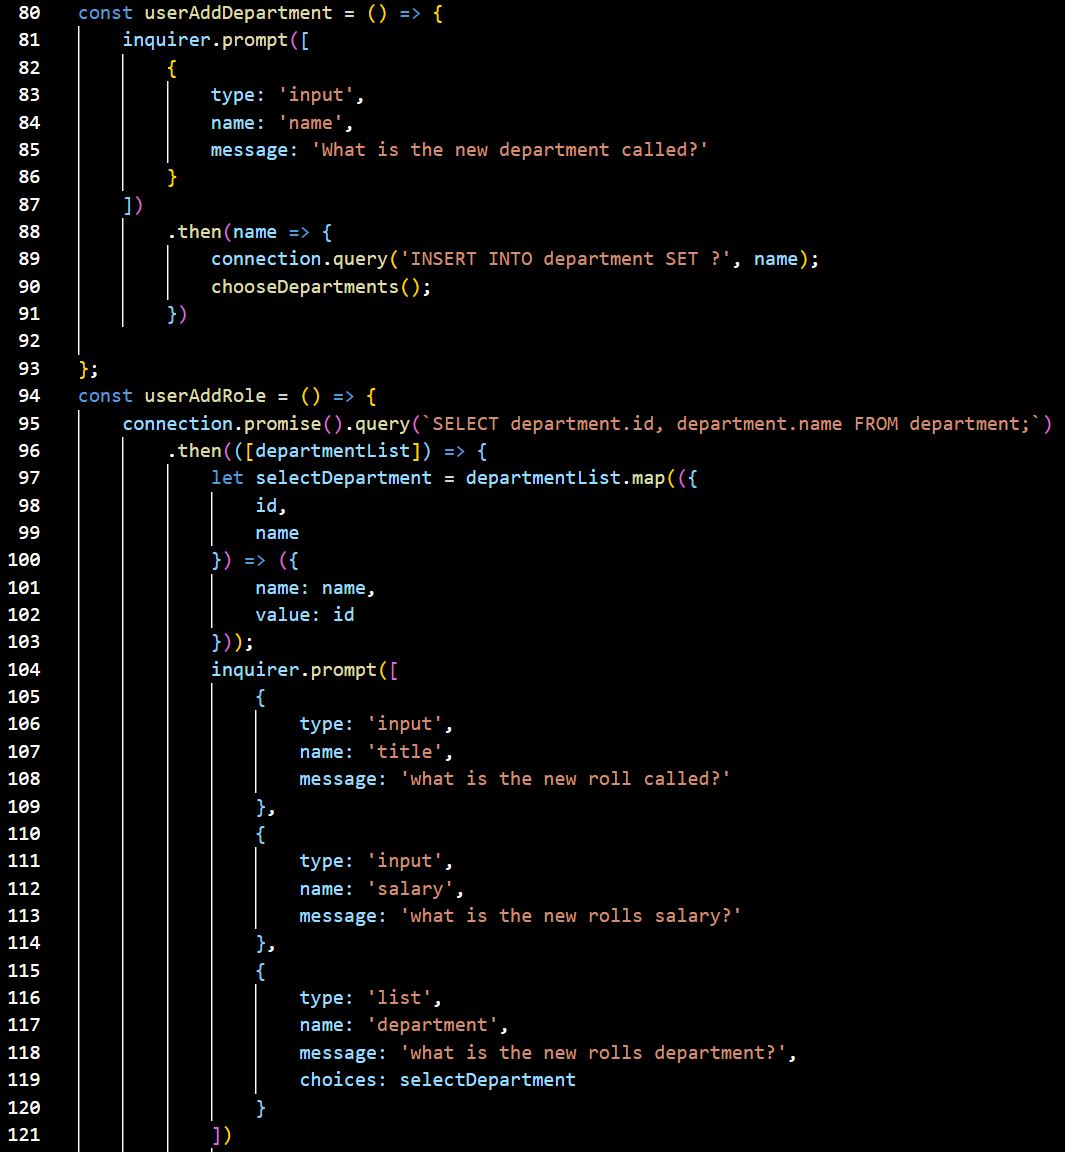 80 const userAddDepartment = () => {
81     inquirer.prompt([
82         {
83             type: 'input',
84             name: 'name',
85             message: 'What is the new department called?'
86         }
87     ])
88         .then(name => {
89             connection.query('INSERT INTO department SET ?', name);
90             chooseDepartments();
91         })
92
93 };
94 const userAddRole = () => {
95     connection.promise().query(`SELECT department.id, department.name FROM department;`)
96         .then(([departmentList]) => {
97             let selectDepartment = departmentList.map(({
98                 id,
99                 name
100             }) => ({
101                 name: name,
102                 value: id
103             }));
104             inquirer.prompt([
105                 {
106                     type: 'input',
107                     name: 'title',
108                     message: 'what is the new roll called?'
109                 },
110                 {
111                     type: 'input',
112                     name: 'salary',
113                     message: 'what is the new rolls salary?'
114                 },
115                 {
116                     type: 'list',
117                     name: 'department',
118                     message: 'what is the new rolls department?',
119                     choices: selectDepartment
120                 }
121             ])